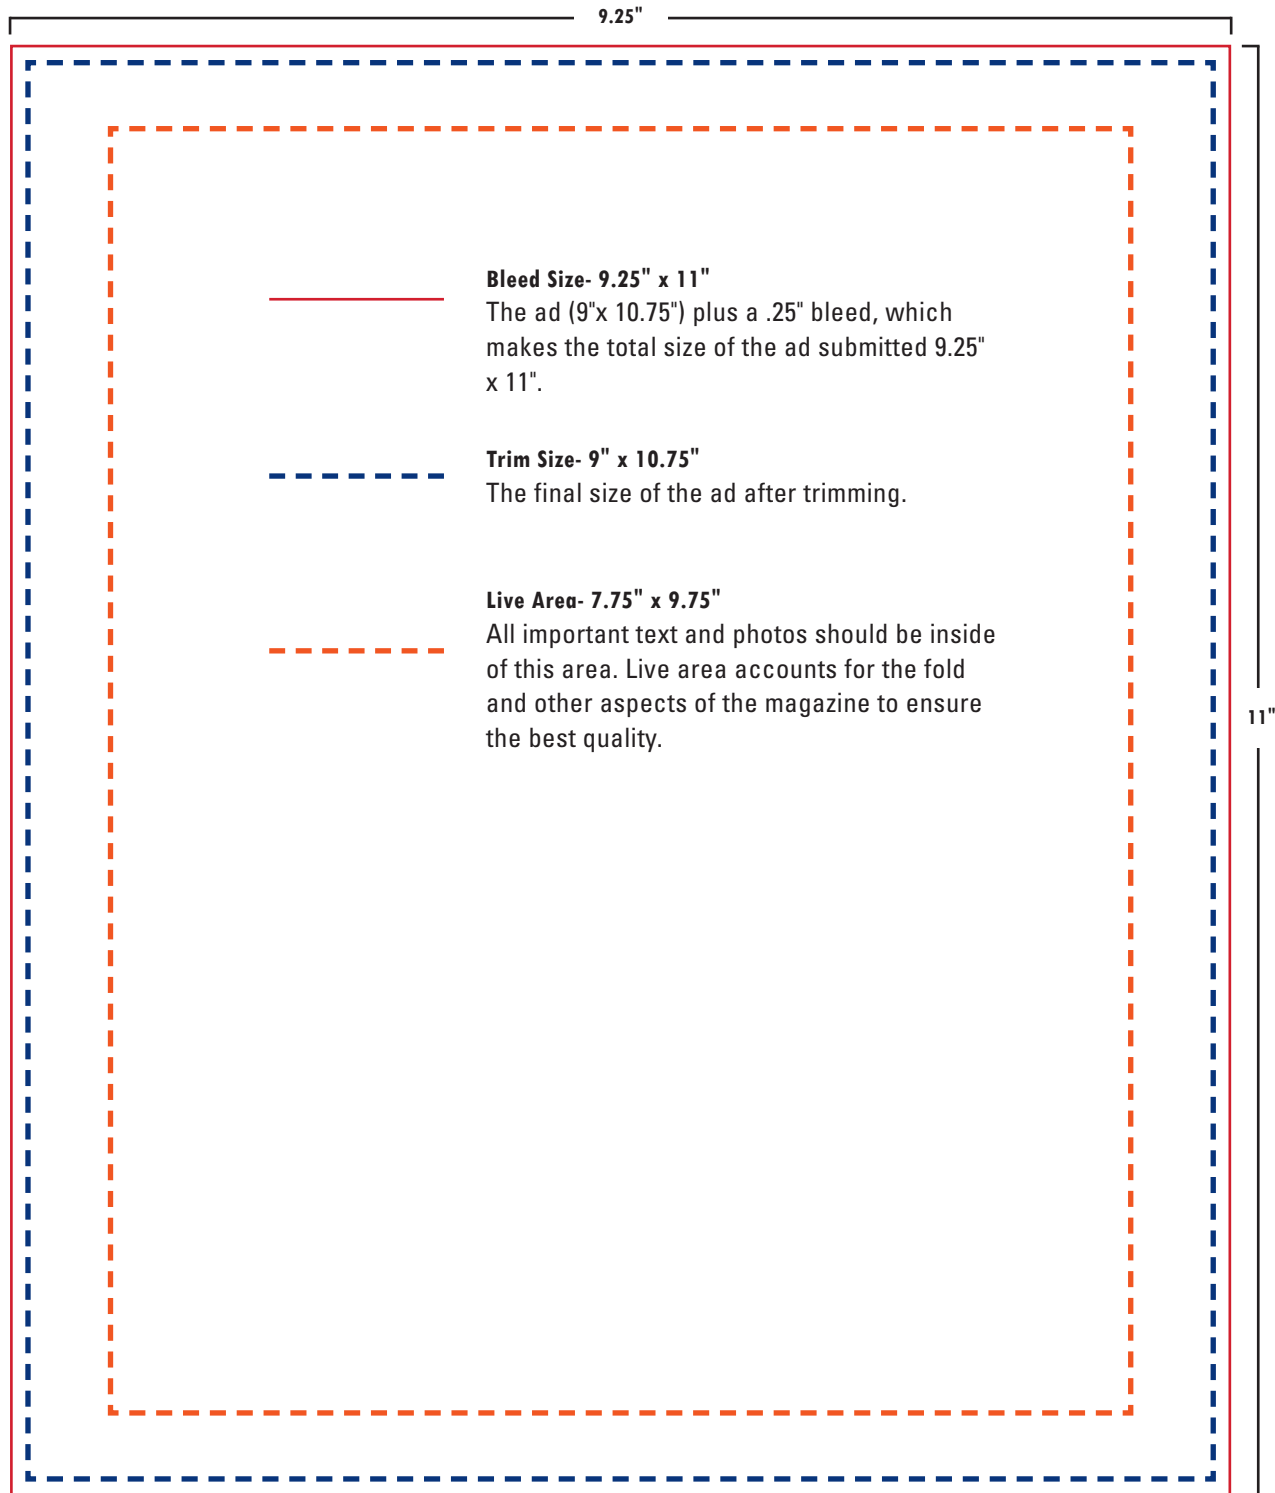 9.25"
Bleed Size- 9.25" x 11"
The ad (9"x 10.75") plus a .25" bleed, which
makes the total size of the ad submitted 9.25"
x 11".
Trim Size- 9" x 10.75"
The final size of the ad after trimming.
Live Area- 7.75" x 9.75"
All important text and photos should be inside
of this area. Live area accounts for the fold
and other aspects of the magazine to ensure
the best quality.
11"